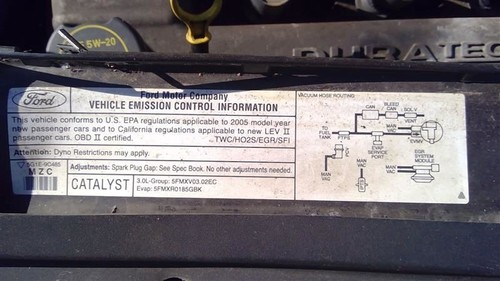 5W-20
DURATEC
Ford
Ford Motor Company
VEHICLE EMISSION CONTROL INFORMATION
This vehicle conforms to U.S. EPA regulations applicable to 2005 model year
new passenger cars and to California regulations applicable to new LEV II
passenger cars. OBD II certified.
TWC/HO2S/EGR/SFI
Attention: Dyno Restrictions may apply.
MZC
Adjustments: Spark Plug Gap: See Spec Book. No other adjustments needed.
CATALYST
3.0L-Group: 5FMXV03.02EC
Evap: 5FMXR0185GBK
VACUUM HOSE ROUTING
CAN
BLEED CAN
SOL V
VENT
TO FUEL TANK
MAN VAC
FTPS
EVAP SERVICE PORT
EVMV
MAN VAC
EGR SYSTEM MODULE
MAN VAC